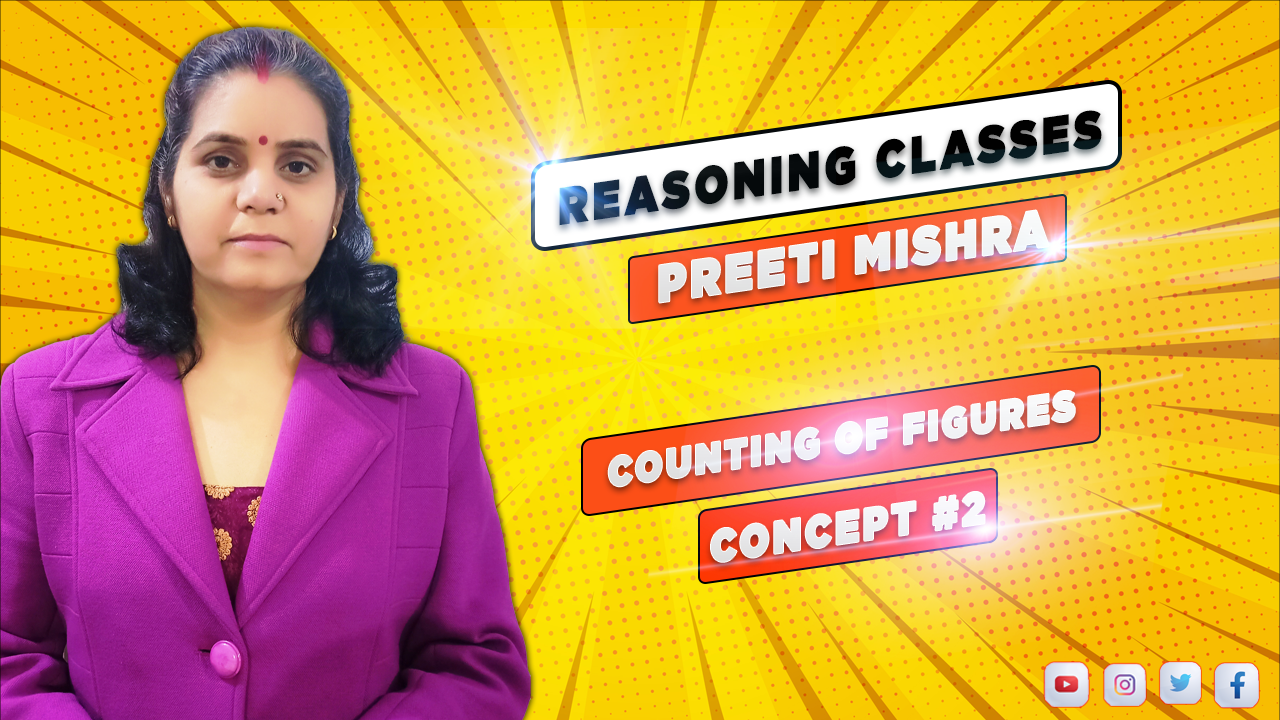 REASONING CLASSES
PREETI MISHRA
COUNTING OF FIGURES
CONCEPT #2